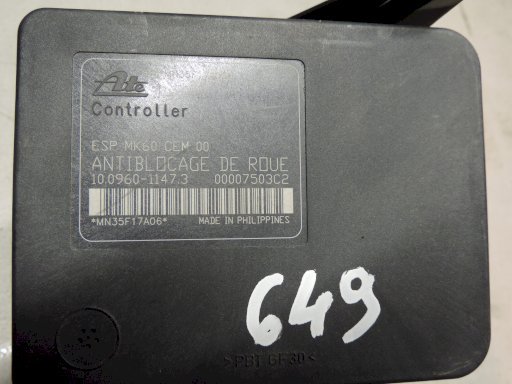 Ate
Controller
ESP MK60 CEM 00
ANTIBLOCAGE DE ROUE
10.0960-1147.3 00007503C2
*MN35F17A06* MADE IN PHILIPPINES
649
>PBT GF30<